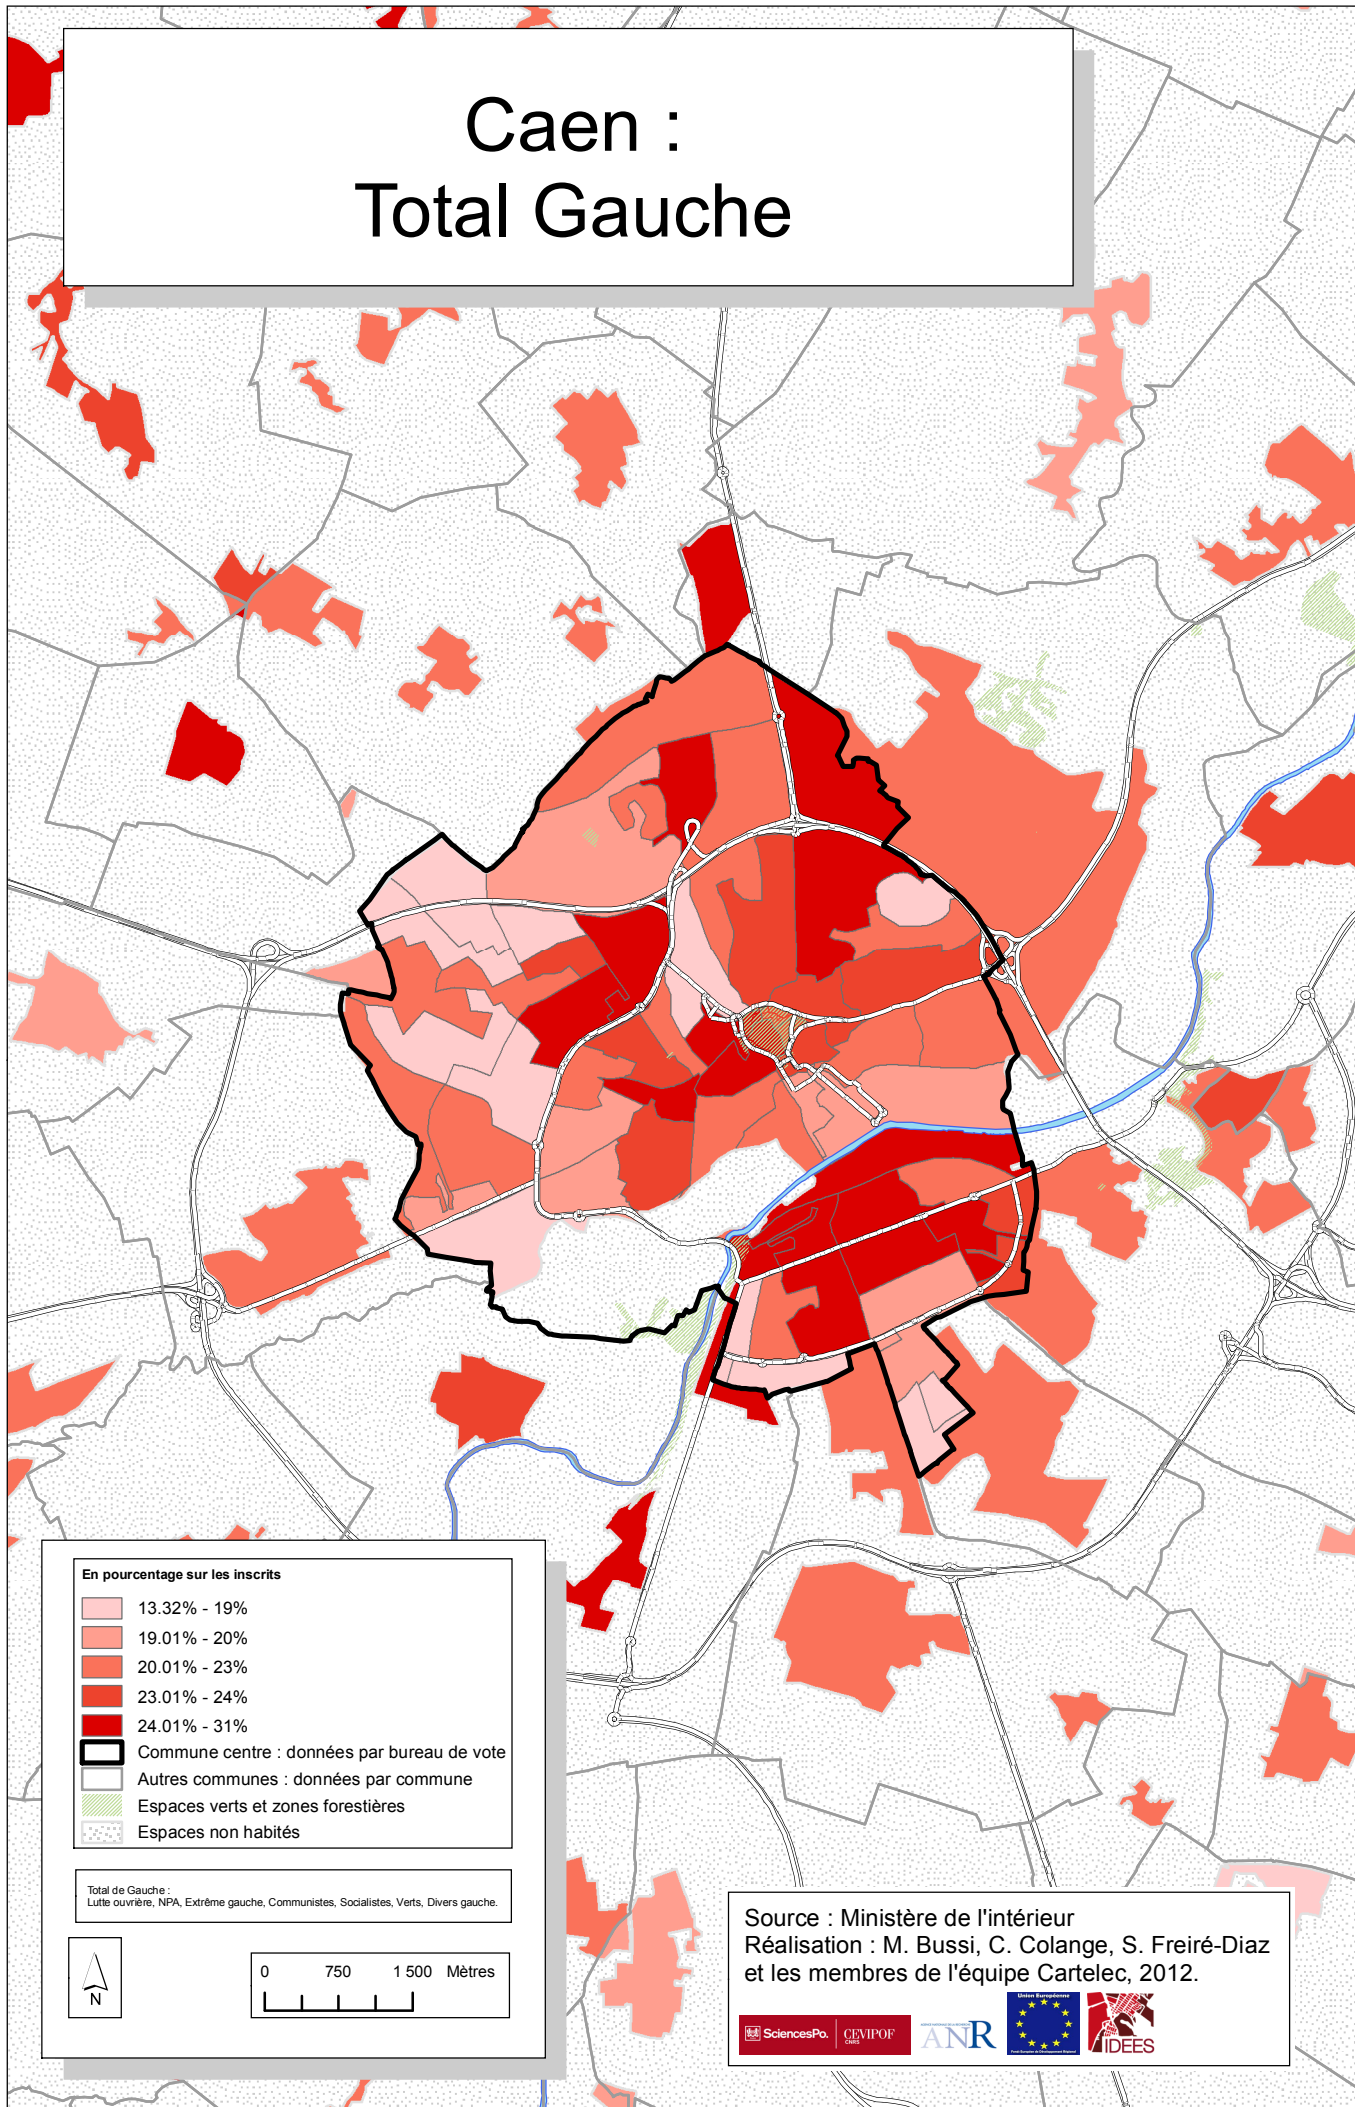 Caen :
Total Gauche
En pourcentage sur les inscrits
13.32% - 19%
19.01% - 20%
20.01% - 23%
23.01% - 24%
24.01% - 31%
Commune centre : données par bureau de vote
Autres communes : données par commune
Espaces verts et zones forestières
Espaces non habités
Total de Gauche :
Lutte ouvrière, NPA, Extrême gauche, Communistes, Socialistes, Verts, Divers gauche.
N
0 750 1 500 Mètres
Source : Ministère de l'intérieur
Réalisation : M. Bussi, C. Colange, S. Freiré-Diaz
et les membres de l'équipe Cartelec, 2012.
SciencesPo.
CEVIPOF
CNRS
ANR
Union Européenne
IDEES